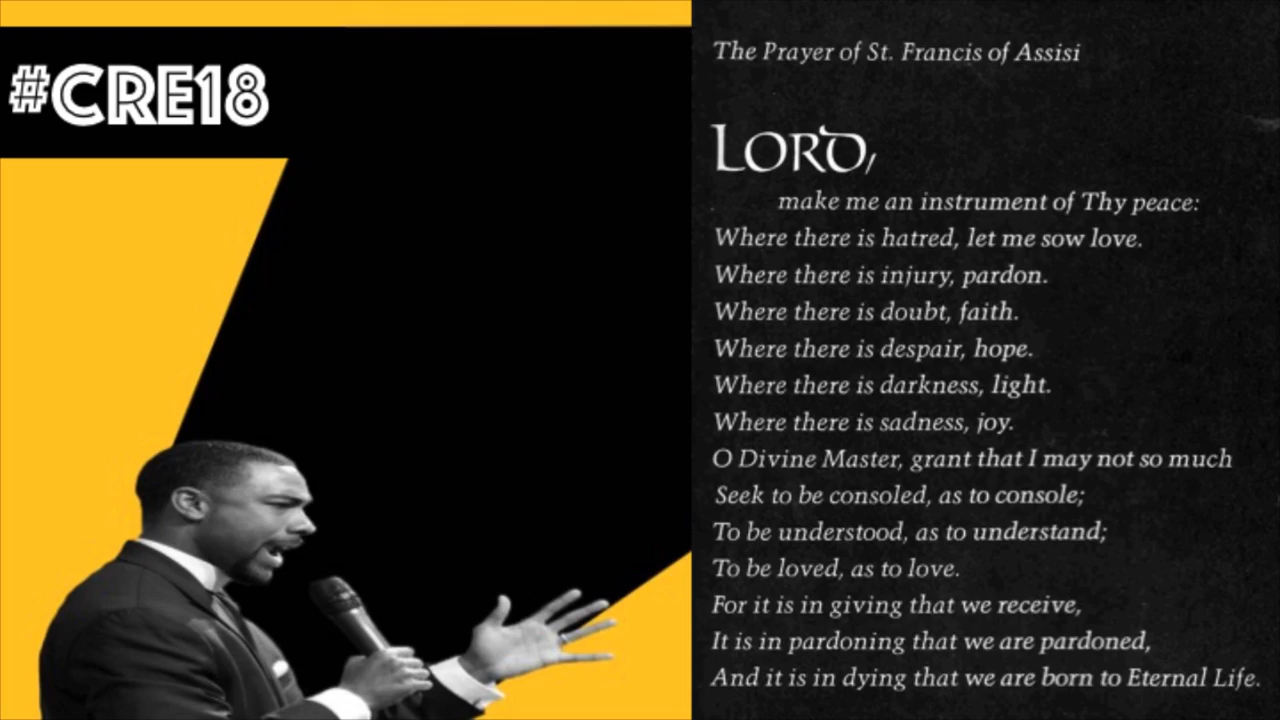 #CRE18
The Prayer of St. Francis of Assisi
LORD,
make me an instrument of Thy peace:
Where there is hatred, let me sow love.
Where there is injury, pardon.
Where there is doubt, faith.
Where there is despair, hope.
Where there is darkness, light.
Where there is sadness, joy.
O Divine Master, grant that I may not so much
Seek to be consoled, as to console;
To be understood, as to understand;
To be loved, as to love.
For it is in giving that we receive,
It is in pardoning that we are pardoned,
And it is in dying that we are born to Eternal Life.